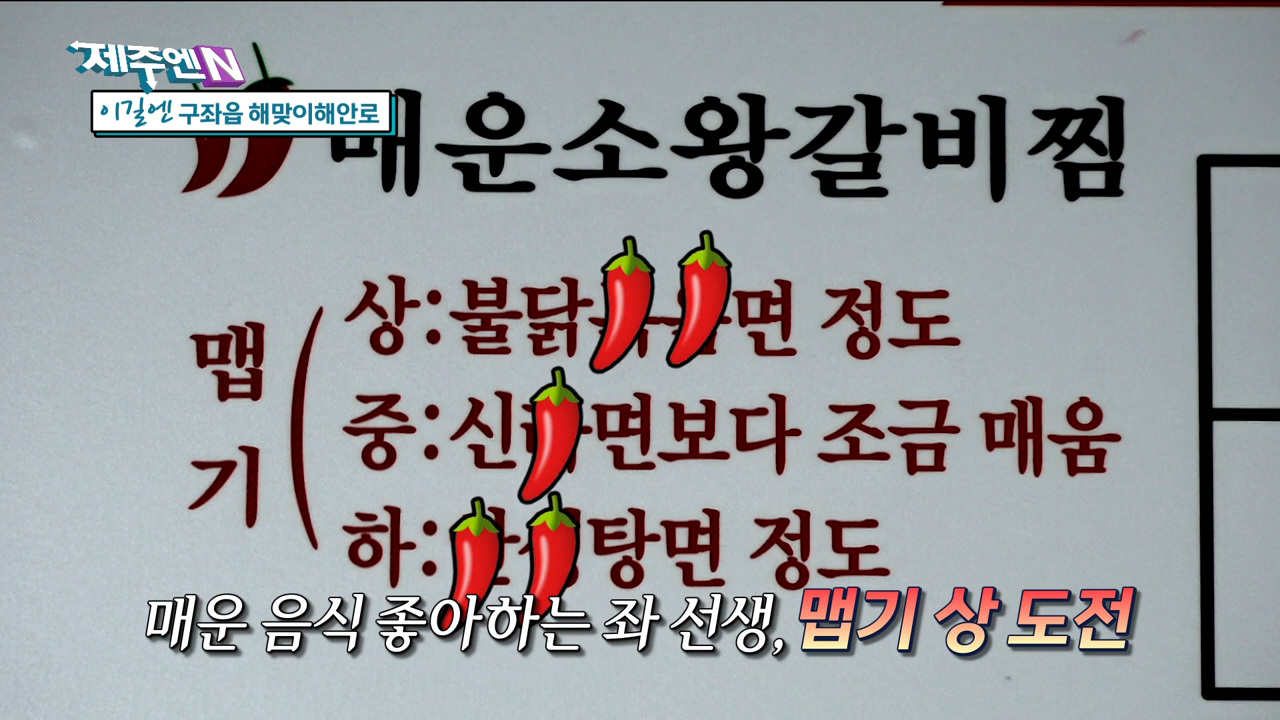 제주엔N
이길엔 구좌읍 해맞이해안로
매운소왕갈비찜
맵기
상:불닭 면 정도
중:신 면보다 조금 매움
하: 탕면 정도
매운 음식 좋아하는 좌 선생, 맵기 상 도전